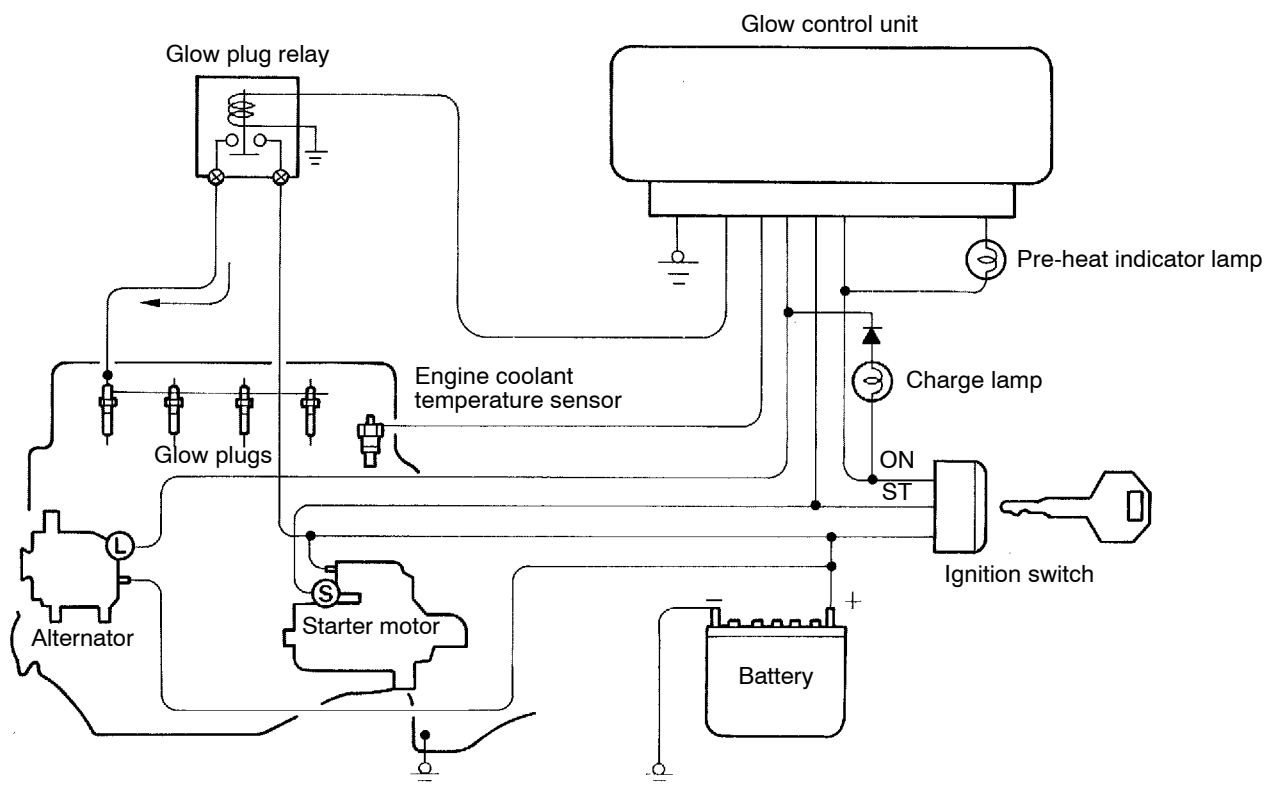 Glow control unit
Glow plug relay
Pre-heat indicator lamp
Engine coolant
temperature sensor
Charge lamp
Glow plugs
ON
ST
L
Ignition switch
S
− +
Starter motor
Alternator
Battery